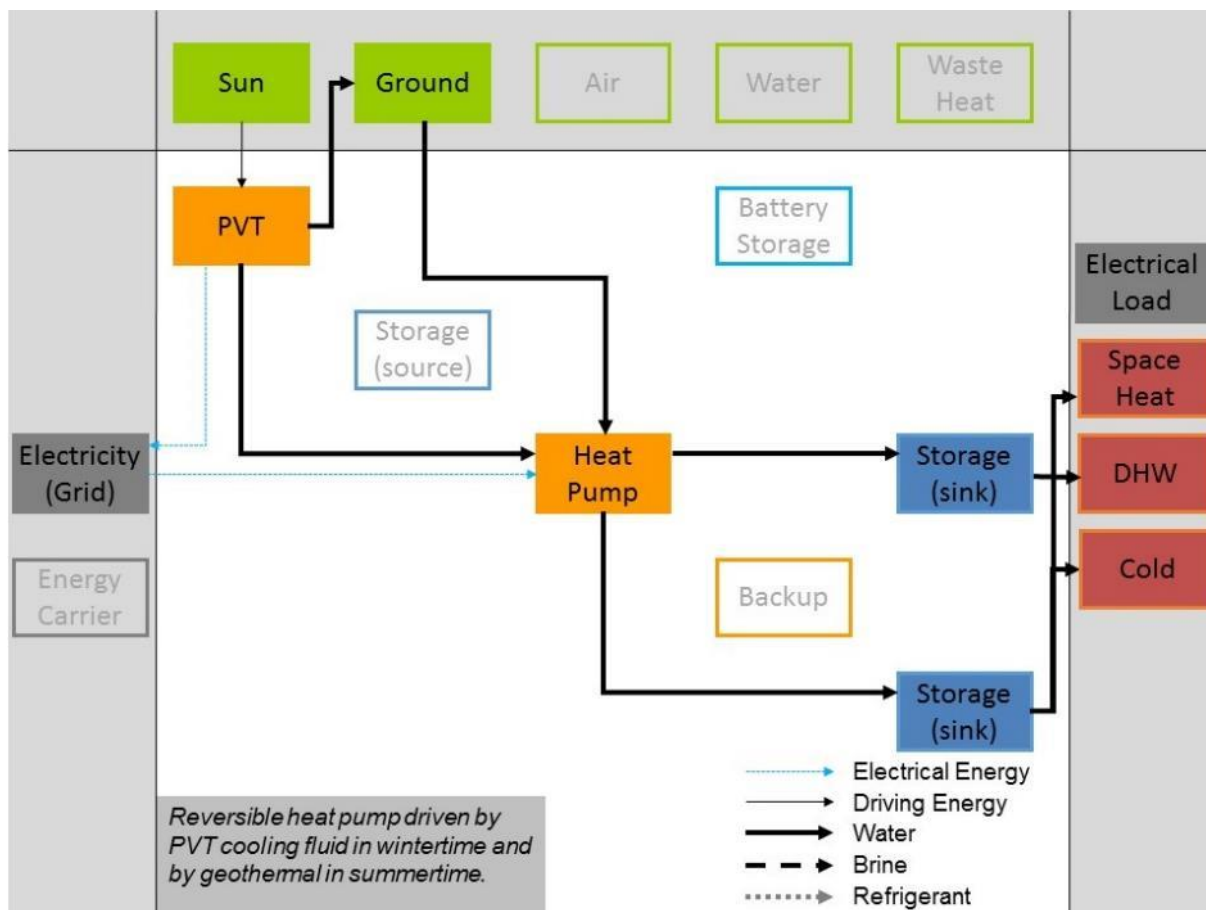 Sun
Ground
Air
Water
Waste
Heat
PVT
Battery
Storage
Electrical
Load
Storage
(source)
Space
Heat
Electricity
(Grid)
Heat
Pump
Storage
(sink)
DHW
Energy
Carrier
Backup
Cold
Storage
(sink)
Electrical Energy
Driving Energy
Water
Brine
Refrigerant
Reversible heat pump driven by
PVT cooling fluid in wintertime and
by geothermal in summertime.